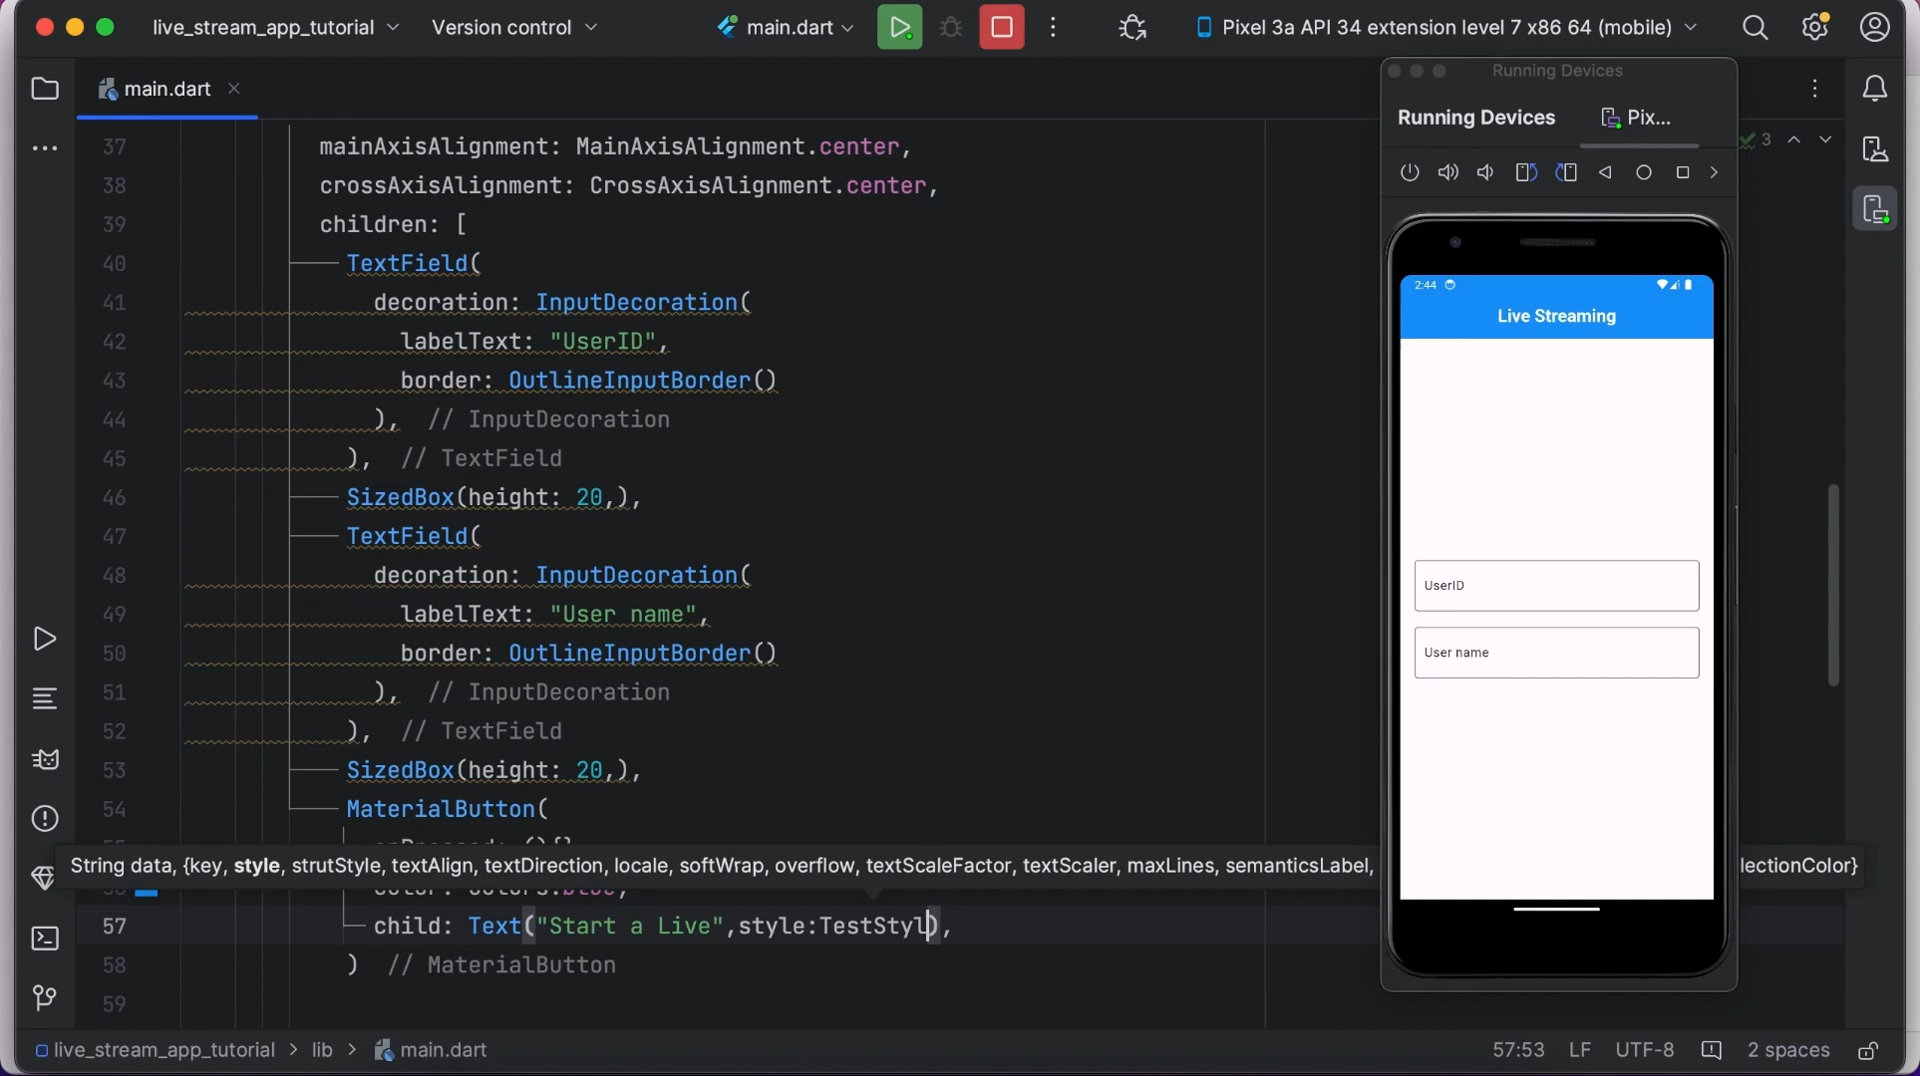 live_stream_app_tutorial
Version control
main.dart
Pixel 3a API 34 extension level 7 x86 64 (mobile)
main.dart
Running Devices
Running Devices
Pix...
3
37 mainAxisAlignment: MainAxisAlignment.center,
38 crossAxisAlignment: CrossAxisAlignment.center,
39 children: [
40 TextField(
41 decoration: InputDecoration(
42 labelText: "UserID",
43 border: OutlineInputBorder()
44 ), // InputDecoration
45 ), // TextField
46 SizedBox(height: 20,),
47 TextField(
48 decoration: InputDecoration(
49 labelText: "User name",
50 border: OutlineInputBorder()
51 ), // InputDecoration
52 ), // TextField
53 SizedBox(height: 20,),
54 MaterialButton(
String data, {key, style, strutStyle, textAlign, textDirection, locale, softWrap, overflow, textScaleFactor, textScaler, maxLines, semanticsLabel,
lectionColor}
57 child: Text("Start a Live",style:TestStyl),
58 ) // MaterialButton
59
2:44
Live Streaming
UserID
User name
live_stream_app_tutorial > lib > main.dart
57:53 LF UTF-8 2 spaces